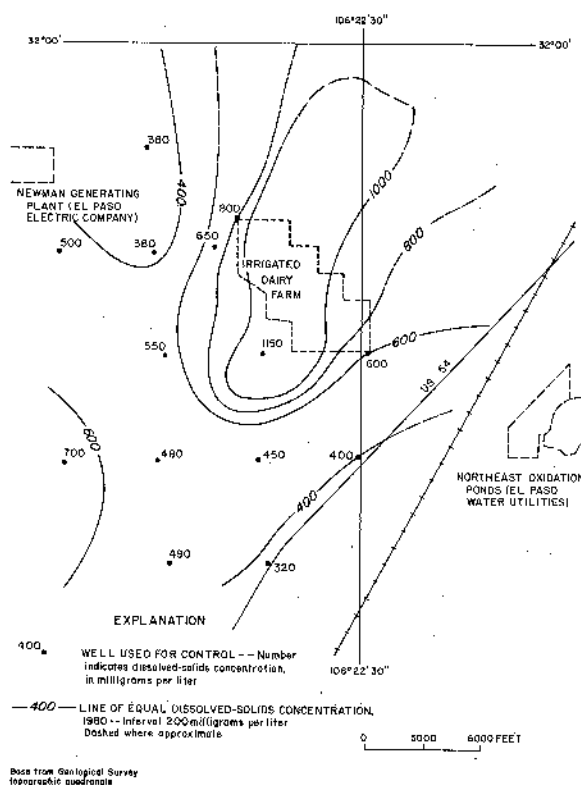 106°22'30"
32°00'
32°00'
380
400
1000
NEWMAN GENERATING
PLANT (EL PASO
ELECTRIC COMPANY)
800
500
380
650
800
IRRIGATED
DAIRY
FARM
550
1150
600
600
US 54
600
700
480
450
400
NORTHEAST OXIDATION
PONDS (EL PASO
WATER UTILITIES)
400
490
320
EXPLANATION
400
WELL USED FOR CONTROL -- Number
indicates dissolved-solids concentration,
in milligrams per liter
106°22'30"
400
LINE OF EQUAL DISSOLVED-SOLIDS CONCENTRATION,
1980 -- Interval 200 milligrams per liter
Dashed where approximate
0 3000 6000 FEET
Base from Geological Survey
topographic quadrangle